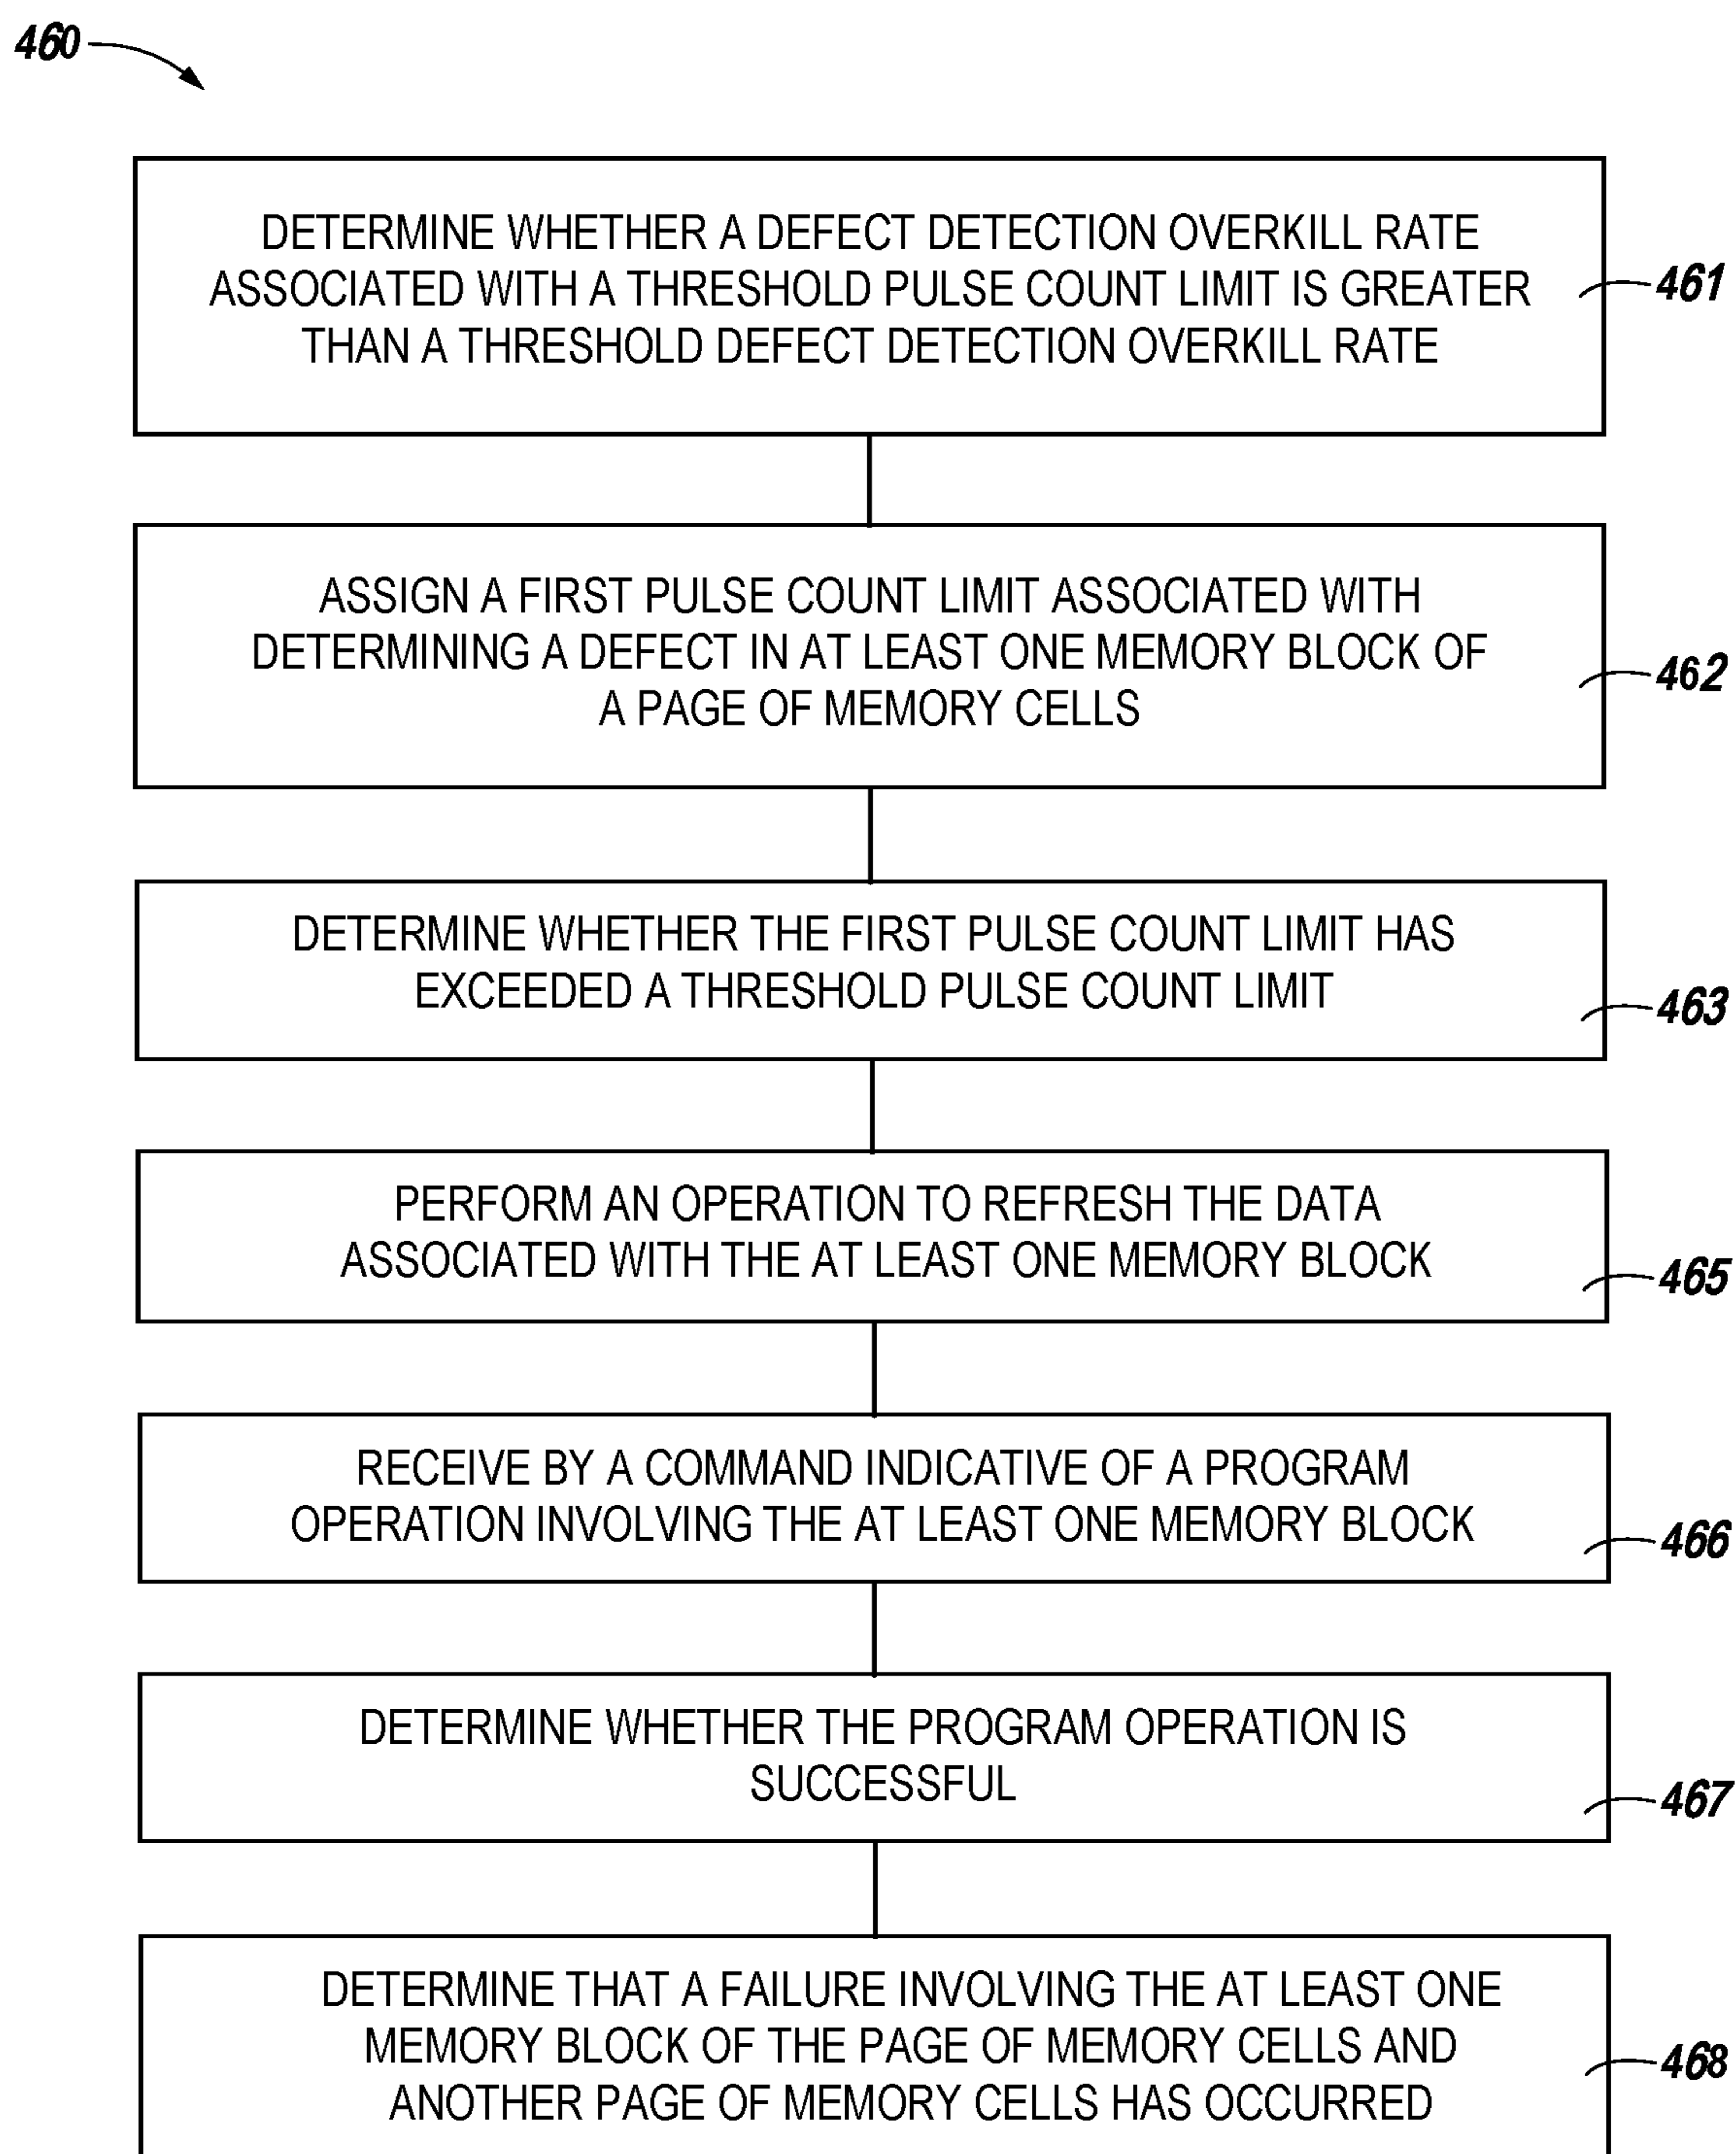 460
DETERMINE WHETHER A DEFECT DETECTION OVERKILL RATE
ASSOCIATED WITH A THRESHOLD PULSE COUNT LIMIT IS GREATER
THAN A THRESHOLD DEFECT DETECTION OVERKILL RATE
461
ASSIGN A FIRST PULSE COUNT LIMIT ASSOCIATED WITH
DETERMINING A DEFECT IN AT LEAST ONE MEMORY BLOCK OF
A PAGE OF MEMORY CELLS
462
DETERMINE WHETHER THE FIRST PULSE COUNT LIMIT HAS
EXCEEDED A THRESHOLD PULSE COUNT LIMIT
463
PERFORM AN OPERATION TO REFRESH THE DATA
ASSOCIATED WITH THE AT LEAST ONE MEMORY BLOCK
465
RECEIVE BY A COMMAND INDICATIVE OF A PROGRAM
OPERATION INVOLVING THE AT LEAST ONE MEMORY BLOCK
466
DETERMINE WHETHER THE PROGRAM OPERATION IS
SUCCESSFUL
467
DETERMINE THAT A FAILURE INVOLVING THE AT LEAST ONE
MEMORY BLOCK OF THE PAGE OF MEMORY CELLS AND
ANOTHER PAGE OF MEMORY CELLS HAS OCCURRED
468